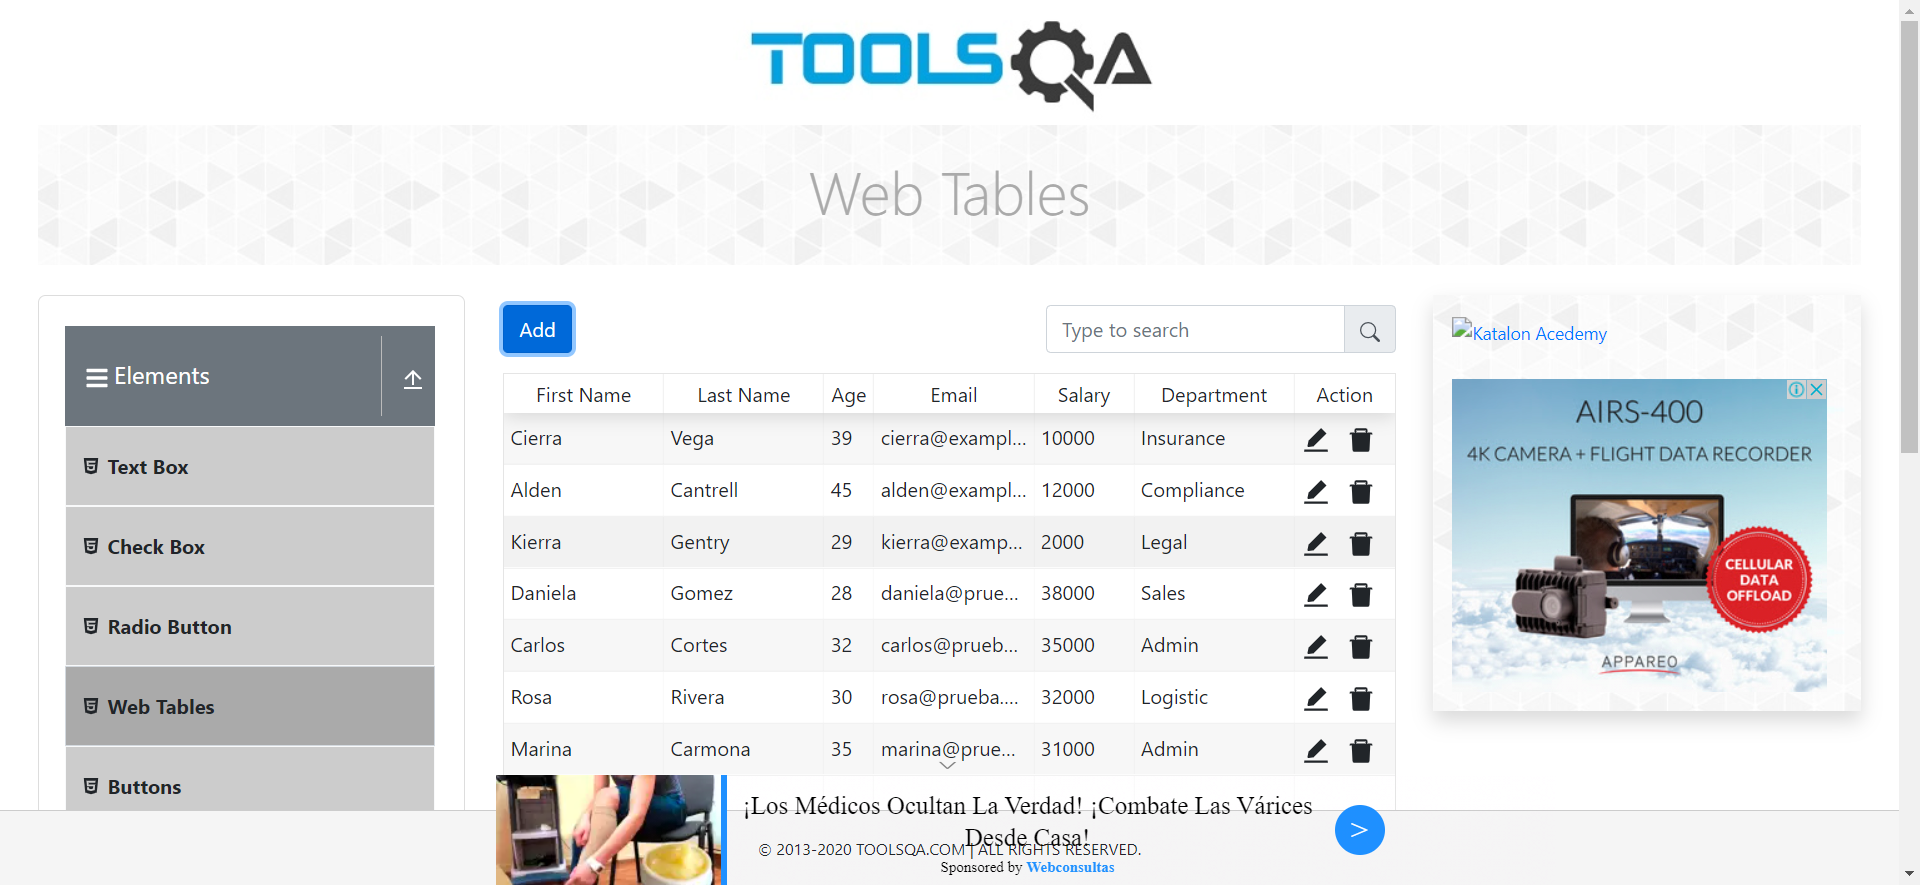 TOOLSQA
Web Tables
Elements
Text Box
Check Box
Radio Button
Web Tables
Buttons
Add
Type to search
First Name Last Name Age Email Salary Department Action
Cierra Vega 39 cierra@exampl... 10000 Insurance
Alden Cantrell 45 alden@exampl... 12000 Compliance
Kierra Gentry 29 kierra@examp... 2000 Legal
Daniela Gomez 28 daniela@prue... 38000 Sales
Carlos Cortes 32 carlos@prueb... 35000 Admin
Rosa Rivera 30 rosa@prueba.... 32000 Logistic
Marina Carmona 35 marina@prue... 31000 Admin
Katalon Acedemy
AIRS-400
4K CAMERA + FLIGHT DATA RECORDER
CELLULAR
DATA
OFFLOAD
APPAREO
¡Los Médicos Ocultan La Verdad! ¡Combate Las Várices
Desde Casa!
© 2013-2020 TOOLSQA.COM | ALL RIGHTS RESERVED.
Sponsored by Webconsultas